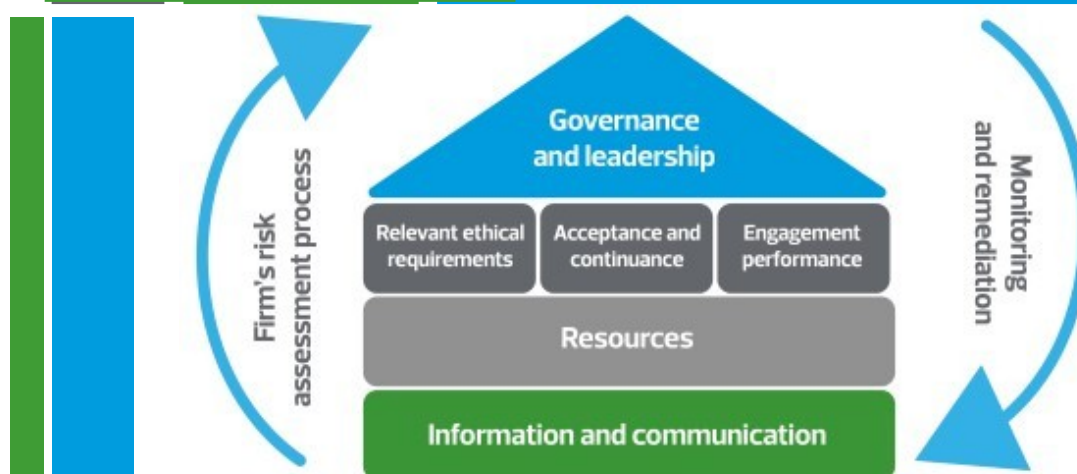 Governance
and leadership
Firm's risk
assessment process
Monitoring
and remediation
Relevant ethical
requirements
Acceptance and
continuance
Engagement
performance
Resources
Information and communication